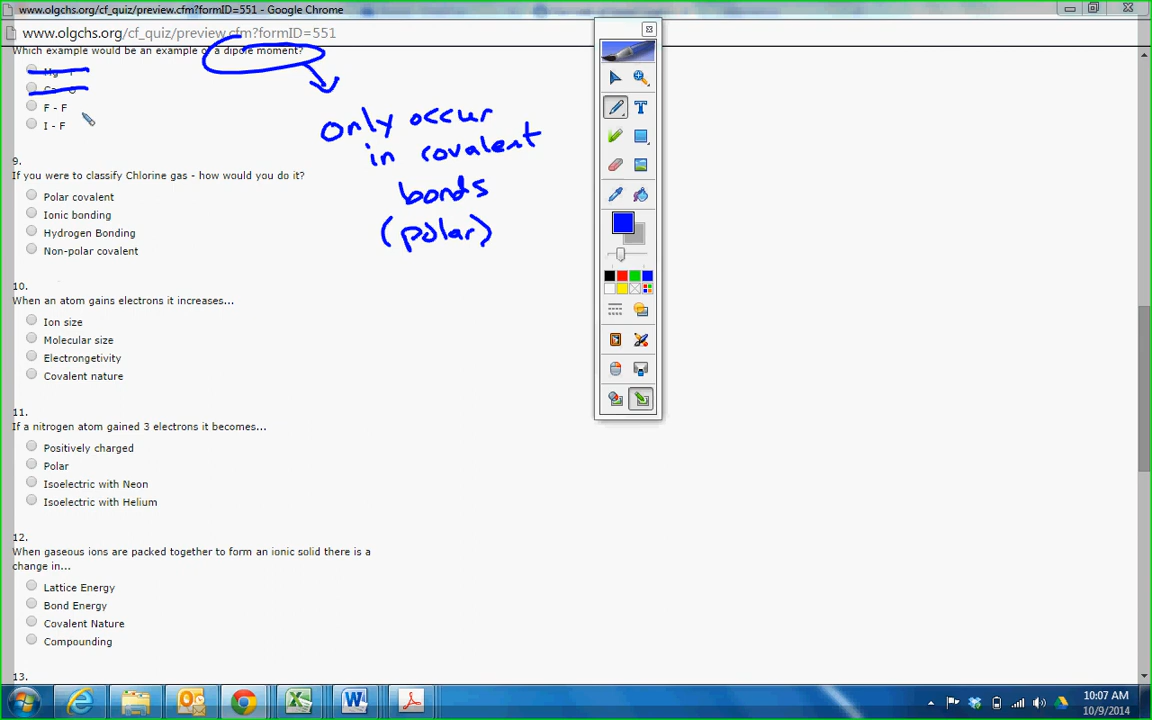 www.olgchs.org/cf_quiz/preview.cfm?formID=551 - Google Chrome
www.olgchs.org/cf_quiz/preview.cfm?formID=551
Which example would be an example of a dipole moment?
F - F
I - F
only occur
in covalent
bonds
(polar)
9.
If you were to classify Chlorine gas - how would you do it?
Polar covalent
Ionic bonding
Hydrogen Bonding
Non-polar covalent
10.
When an atom gains electrons it increases...
Ion size
Molecular size
Electrongetivity
Covalent nature
11.
If a nitrogen atom gained 3 electrons it becomes...
Positively charged
Polar
Isoelectric with Neon
Isoelectric with Helium
12.
When gaseous ions are packed together to form an ionic solid there is a
change in...
Lattice Energy
Bond Energy
Covalent Nature
Compounding
13.
10:07 AM
10/9/2014